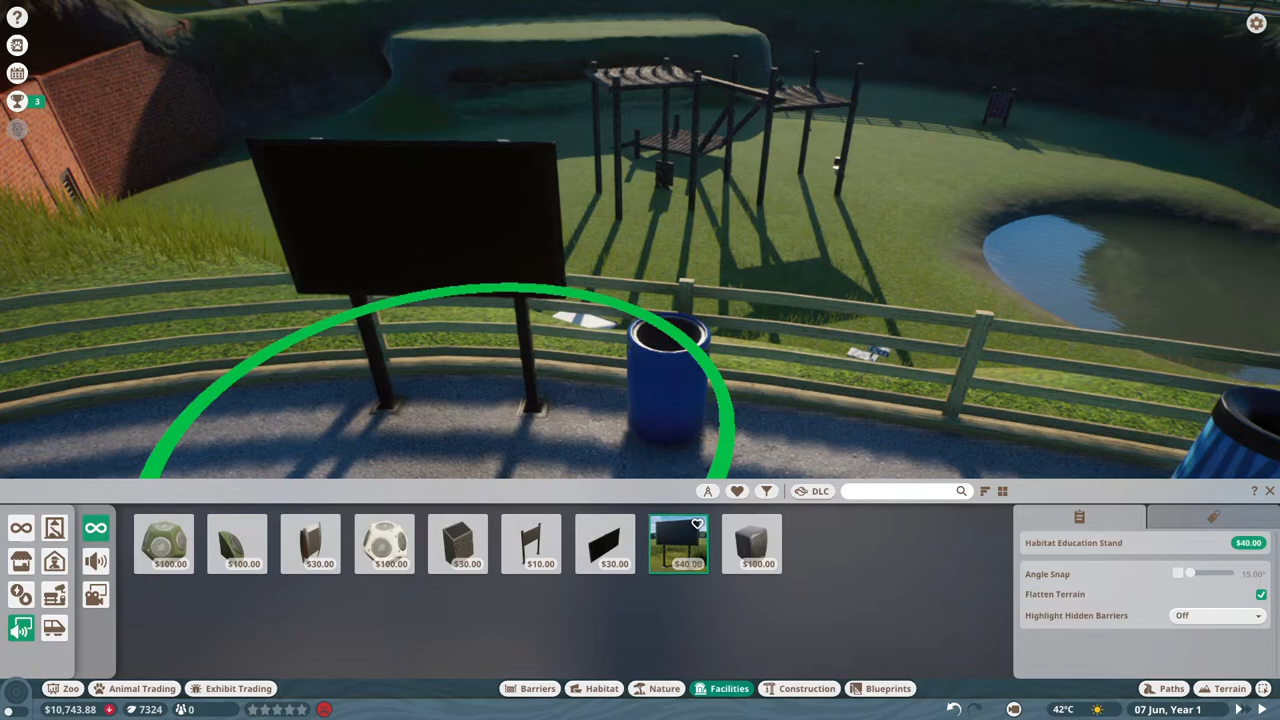 ?
3
DLC
?
$100.00
$100.00
$30.00
$100.00
$30.00
$10.00
$30.00
$40.00
$100.00
Habitat Education Stand
$40.00
Angle Snap
15.00°
Flatten Terrain
Highlight Hidden Barriers
Off
Zoo
Animal Trading
Exhibit Trading
Barriers
Habitat
Nature
Facilities
Construction
Blueprints
Paths
Terrain
$10,743.88
7324
0
42°C
07 Jun, Year 1